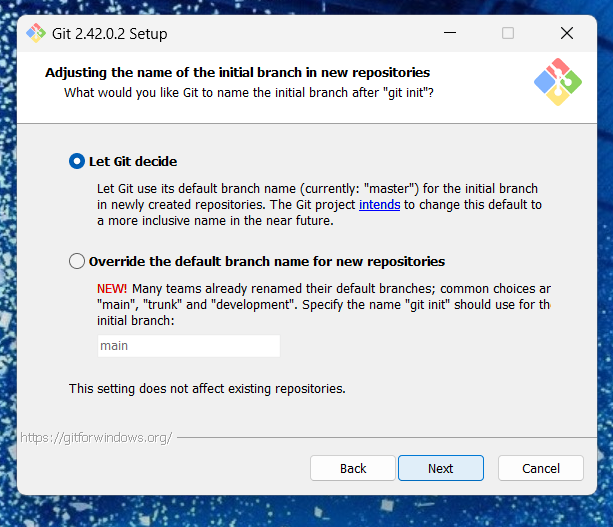 Git 2.42.0.2 Setup
Adjusting the name of the initial branch in new repositories
What would you like Git to name the initial branch after "git init"?
Let Git decide
Let Git use its default branch name (currently: "master") for the initial branch
in newly created repositories. The Git project intends to change this default to
a more inclusive name in the near future.
Override the default branch name for new repositories
NEW! Many teams already renamed their default branches; common choices ar
"main", "trunk" and "development". Specify the name "git init" should use for th
initial branch:
main
This setting does not affect existing repositories.
https://gitforwindows.org/
Back
Next
Cancel